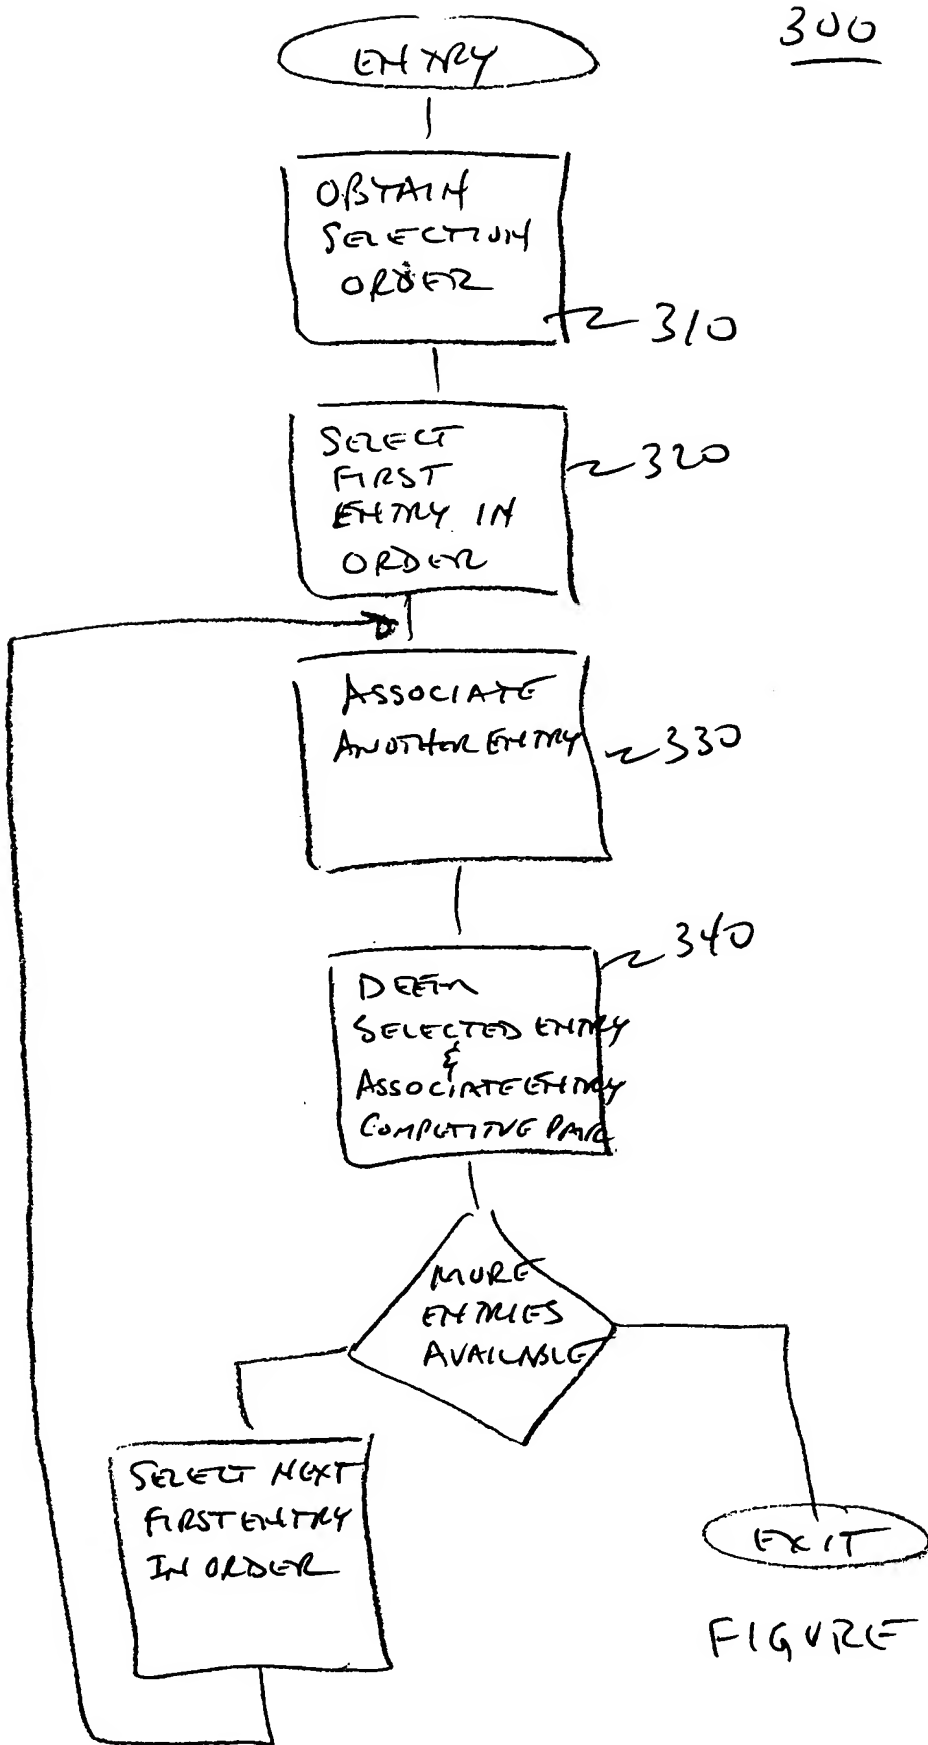 300
ENTRY
OBTAIN
SELECTION
ORDER
310
SELECT
FIRST
ENTRY IN
ORDER
320
ASSOCIATE
ANOTHER ENTRY
330
340
DEEM
SELECTED ENTRY
&
ASSOCIATE ENTRY
COMPETITIVE PAIR
MORE
ENTRIES
AVAILABLE
SELECT NEXT
FIRST ENTRY
IN ORDER
EXIT
FIGURE